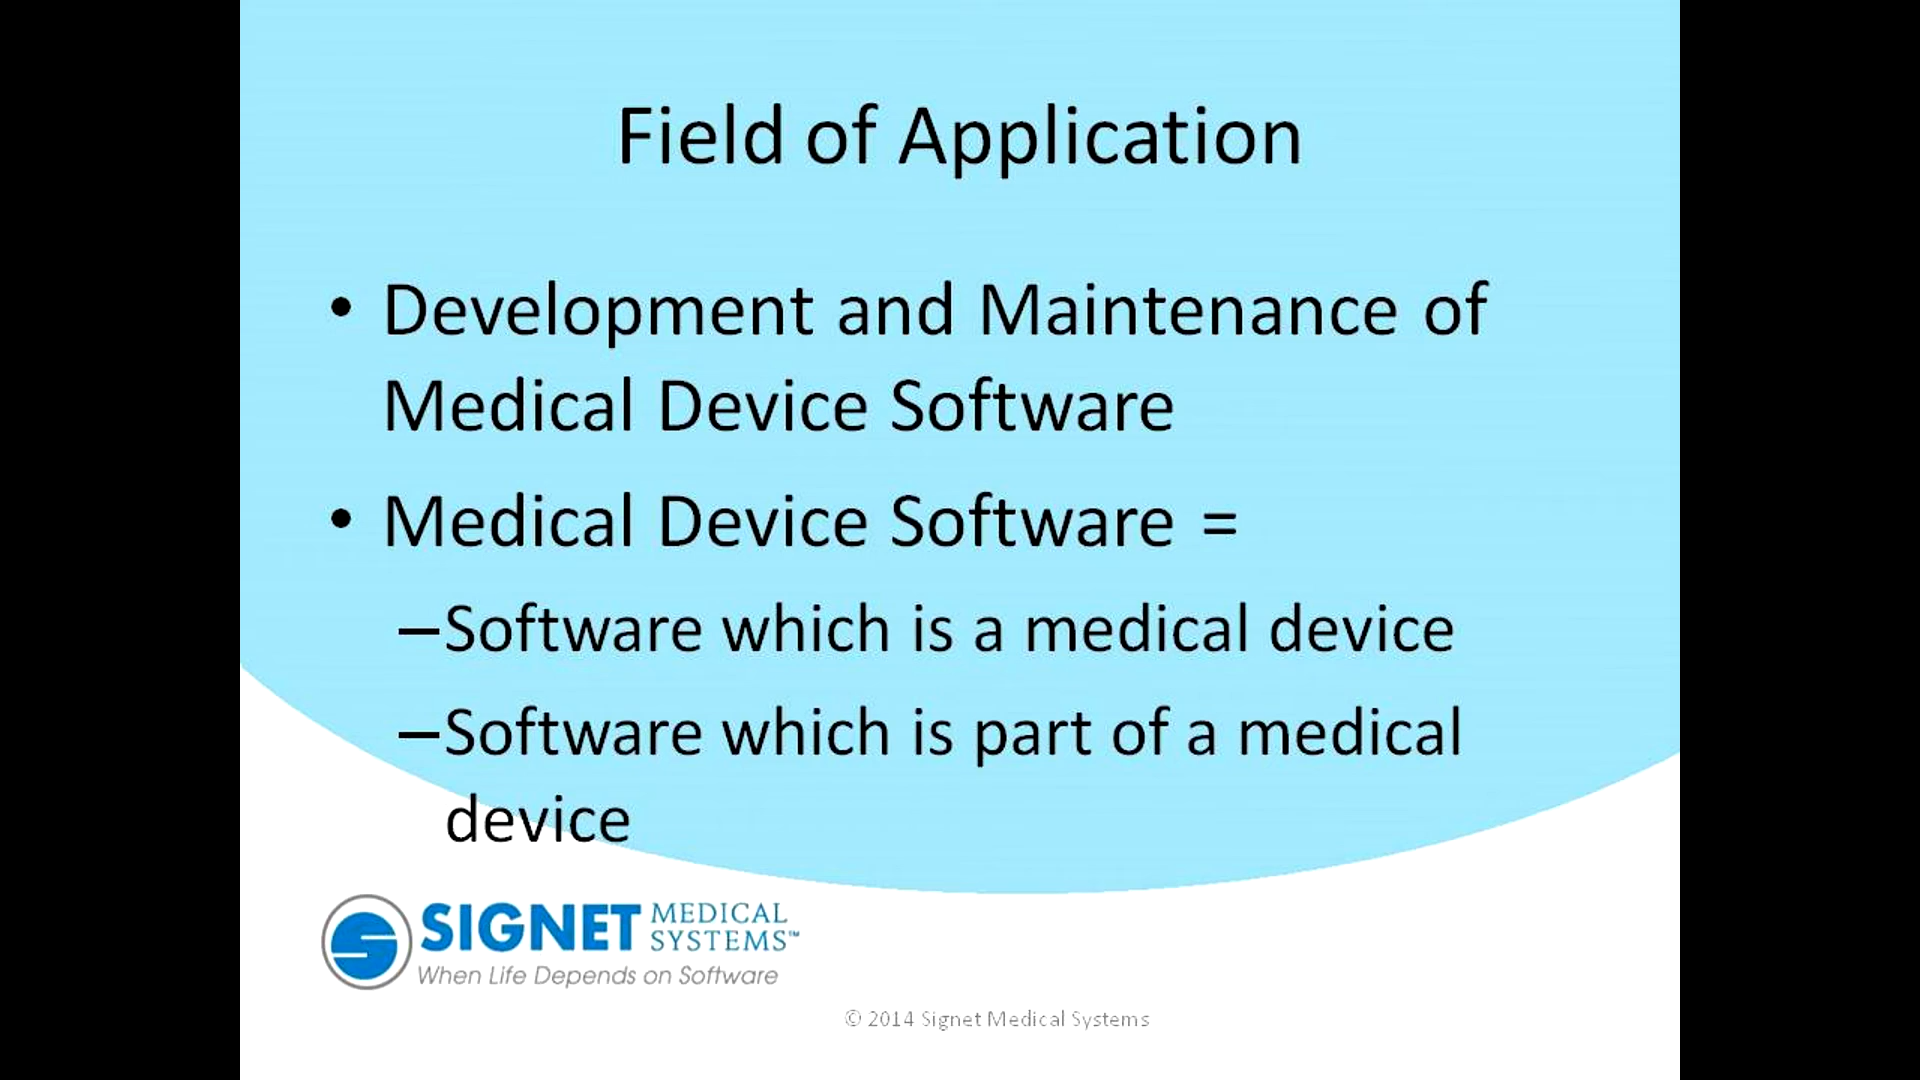 Field of Application
• Development and Maintenance of
Medical Device Software
• Medical Device Software =
–Software which is a medical device
–Software which is part of a medical
device
SIGNET MEDICAL
SYSTEMS™
When Life Depends on Software
© 2014 Signet Medical Systems